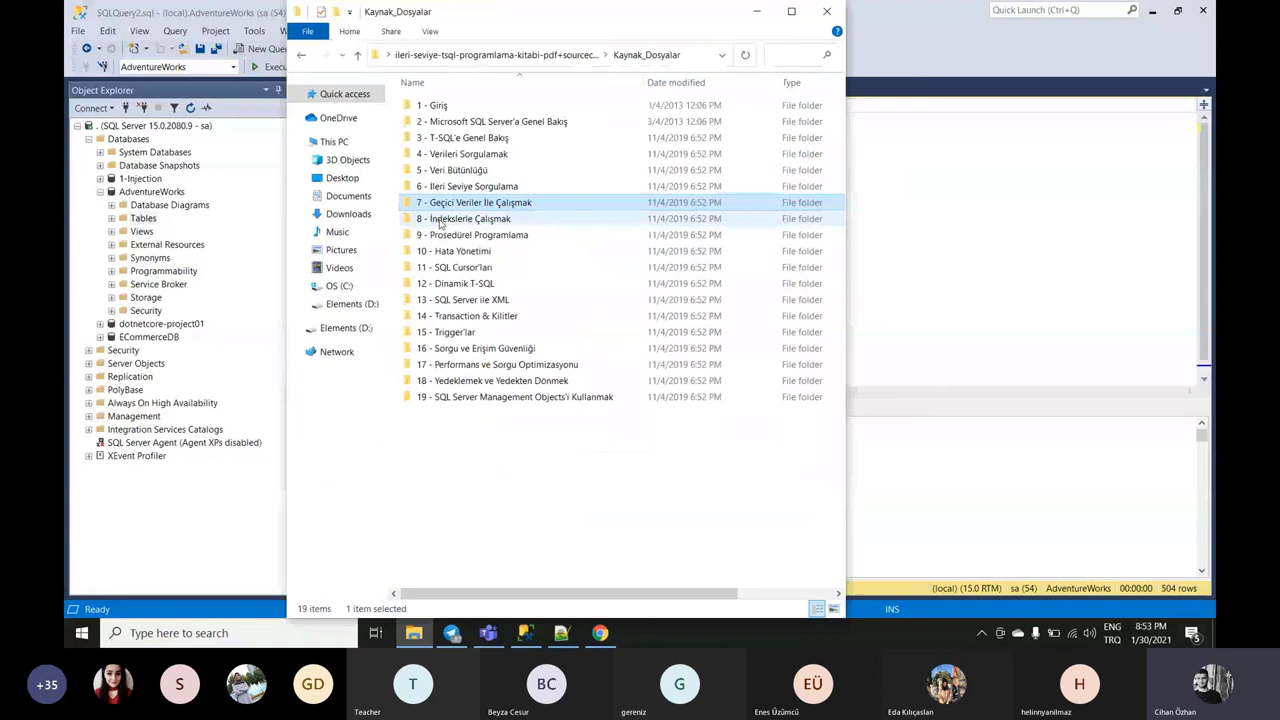 SQLQuery2.sql - (local).AdventureWorks (sa (54)
Kaynak_Dosyalar
Quick Launch (Ctrl+Q)
File Edit View Query Project Tools
File Home Share View
New Query
ileri-seviye-tsql-programlama-kitabi-pdf+sourcec... > Kaynak_Dosyalar
AdventureWorks
Execu
Object Explorer
Connect
. (SQL Server 15.0.2080.9 - sa)
Databases
System Databases
Database Snapshots
1-Injection
AdventureWorks
Database Diagrams
Tables
Views
External Resources
Synonyms
Programmability
Service Broker
Storage
Security
dotnetcore-project01
ECommerceDB
Security
Server Objects
Replication
PolyBase
Always On High Availability
Management
Integration Services Catalogs
SQL Server Agent (Agent XPs disabled)
XEvent Profiler
Quick access
OneDrive
This PC
3D Objects
Desktop
Documents
Downloads
Music
Pictures
Videos
OS (C:)
Elements (D:)
Elements (D:)
Network
Name Date modified Type
1 - Giriş 3/4/2013 12:06 PM File folder
2 - Microsoft SQL Server'a Genel Bakış 3/4/2013 12:06 PM File folder
3 - T-SQL'e Genel Bakış 11/4/2019 6:52 PM File folder
4 - Verileri Sorgulamak 11/4/2019 6:52 PM File folder
5 - Veri Bütünlüğü 11/4/2019 6:52 PM File folder
6 - İleri Seviye Sorgulama 11/4/2019 6:52 PM File folder
7 - Geçici Veriler İle Çalışmak 11/4/2019 6:52 PM File folder
8 - İndekslerle Çalışmak 11/4/2019 6:52 PM File folder
9 - Prosedürel Programlama 11/4/2019 6:52 PM File folder
10 - Hata Yönetimi 11/4/2019 6:52 PM File folder
11 - SQL Cursor'ları 11/4/2019 6:52 PM File folder
12 - Dinamik T-SQL 11/4/2019 6:52 PM File folder
13 - SQL Server ile XML 11/4/2019 6:52 PM File folder
14 - Transaction & Kilitler 11/4/2019 6:52 PM File folder
15 - Trigger'lar 11/4/2019 6:52 PM File folder
16 - Sorgu ve Erişim Güvenliği 11/4/2019 6:52 PM File folder
17 - Performans ve Sorgu Optimizasyonu 11/4/2019 6:52 PM File folder
18 - Yedeklemek ve Yedekten Dönmek 11/4/2019 6:52 PM File folder
19 - SQL Server Management Objects'i Kullanmak 11/4/2019 6:52 PM File folder
(local) (15.0 RTM) sa (54) AdventureWorks 00:00:00 504 rows
19 items 1 item selected
Ready
INS
Type here to search
ENG
TRQ
8:53 PM
1/30/2021
5
+35 S GD T BC G EÜ H
Teacher Beyza Cesur gereniz Enes Üzümcü Eda Kılıçaslan helinnyanilmaz Cihan Özhan